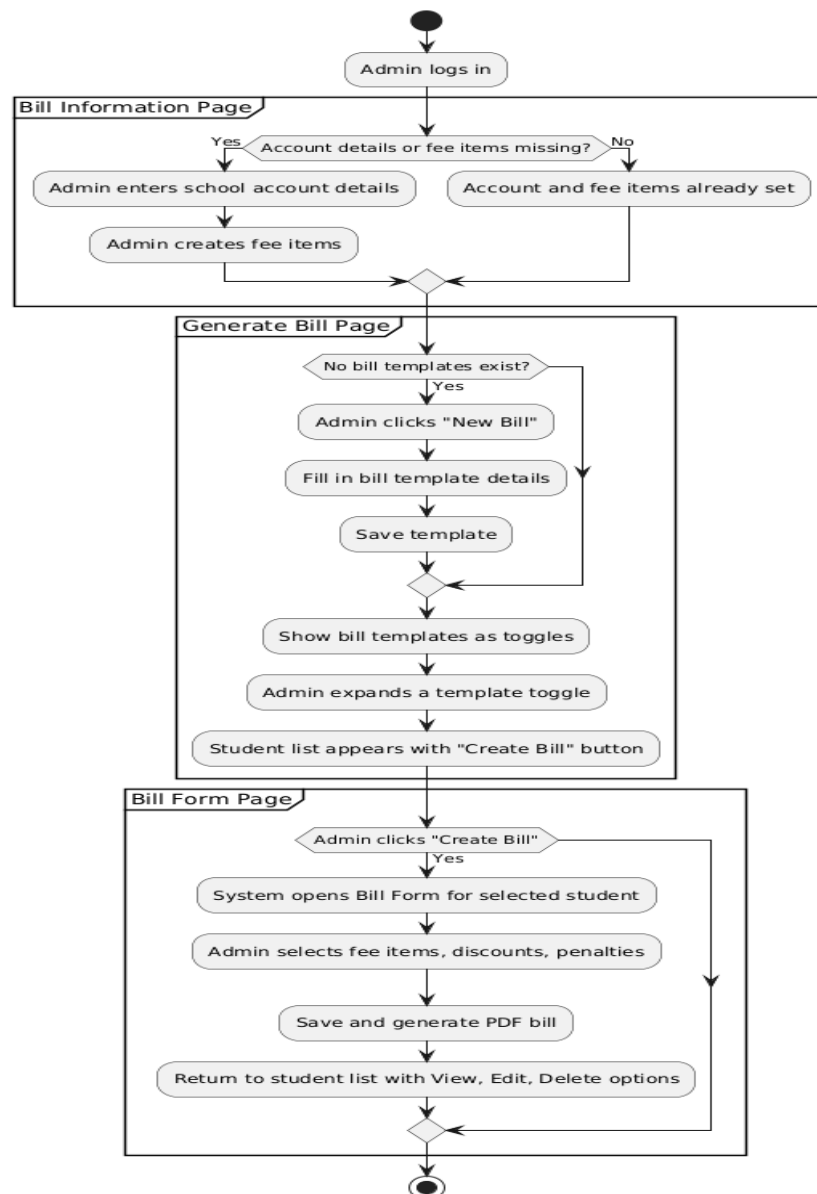 Admin logs in
Bill Information Page
Yes
Account details or fee items missing?
No
Admin enters school account details
Account and fee items already set
Admin creates fee items
Generate Bill Page
No bill templates exist?
Yes
Admin clicks "New Bill"
Fill in bill template details
Save template
Show bill templates as toggles
Admin expands a template toggle
Student list appears with "Create Bill" button
Bill Form Page
Admin clicks "Create Bill"
Yes
System opens Bill Form for selected student
Admin selects fee items, discounts, penalties
Save and generate PDF bill
Return to student list with View, Edit, Delete options